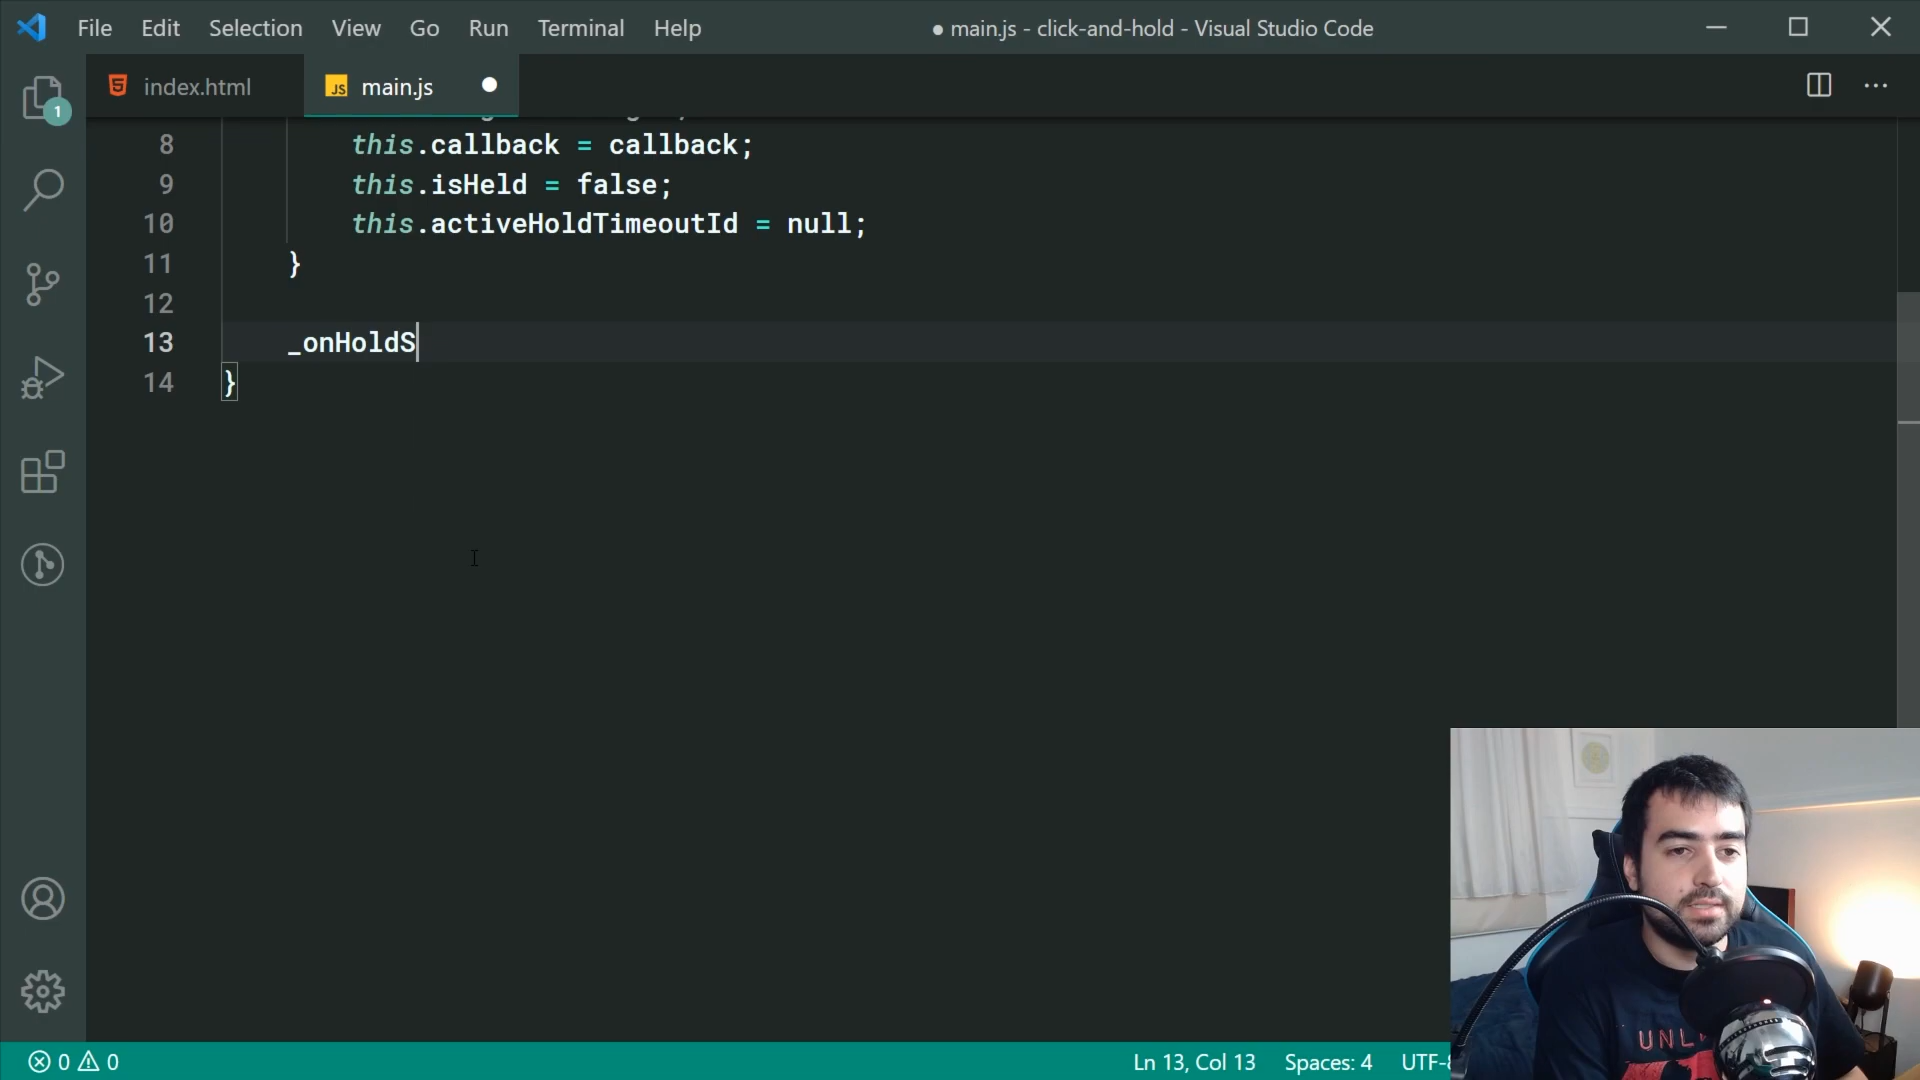 File Edit Selection View Go Run Terminal Help
● main.js - click-and-hold - Visual Studio Code
index.html
JS main.js
1
8 this.callback = callback;
9 this.isHeld = false;
10 this.activeHoldTimeoutId = null;
11 }
12
13 _onHoldS
14 }
0 0
Ln 13, Col 13 Spaces: 4 UTF-8